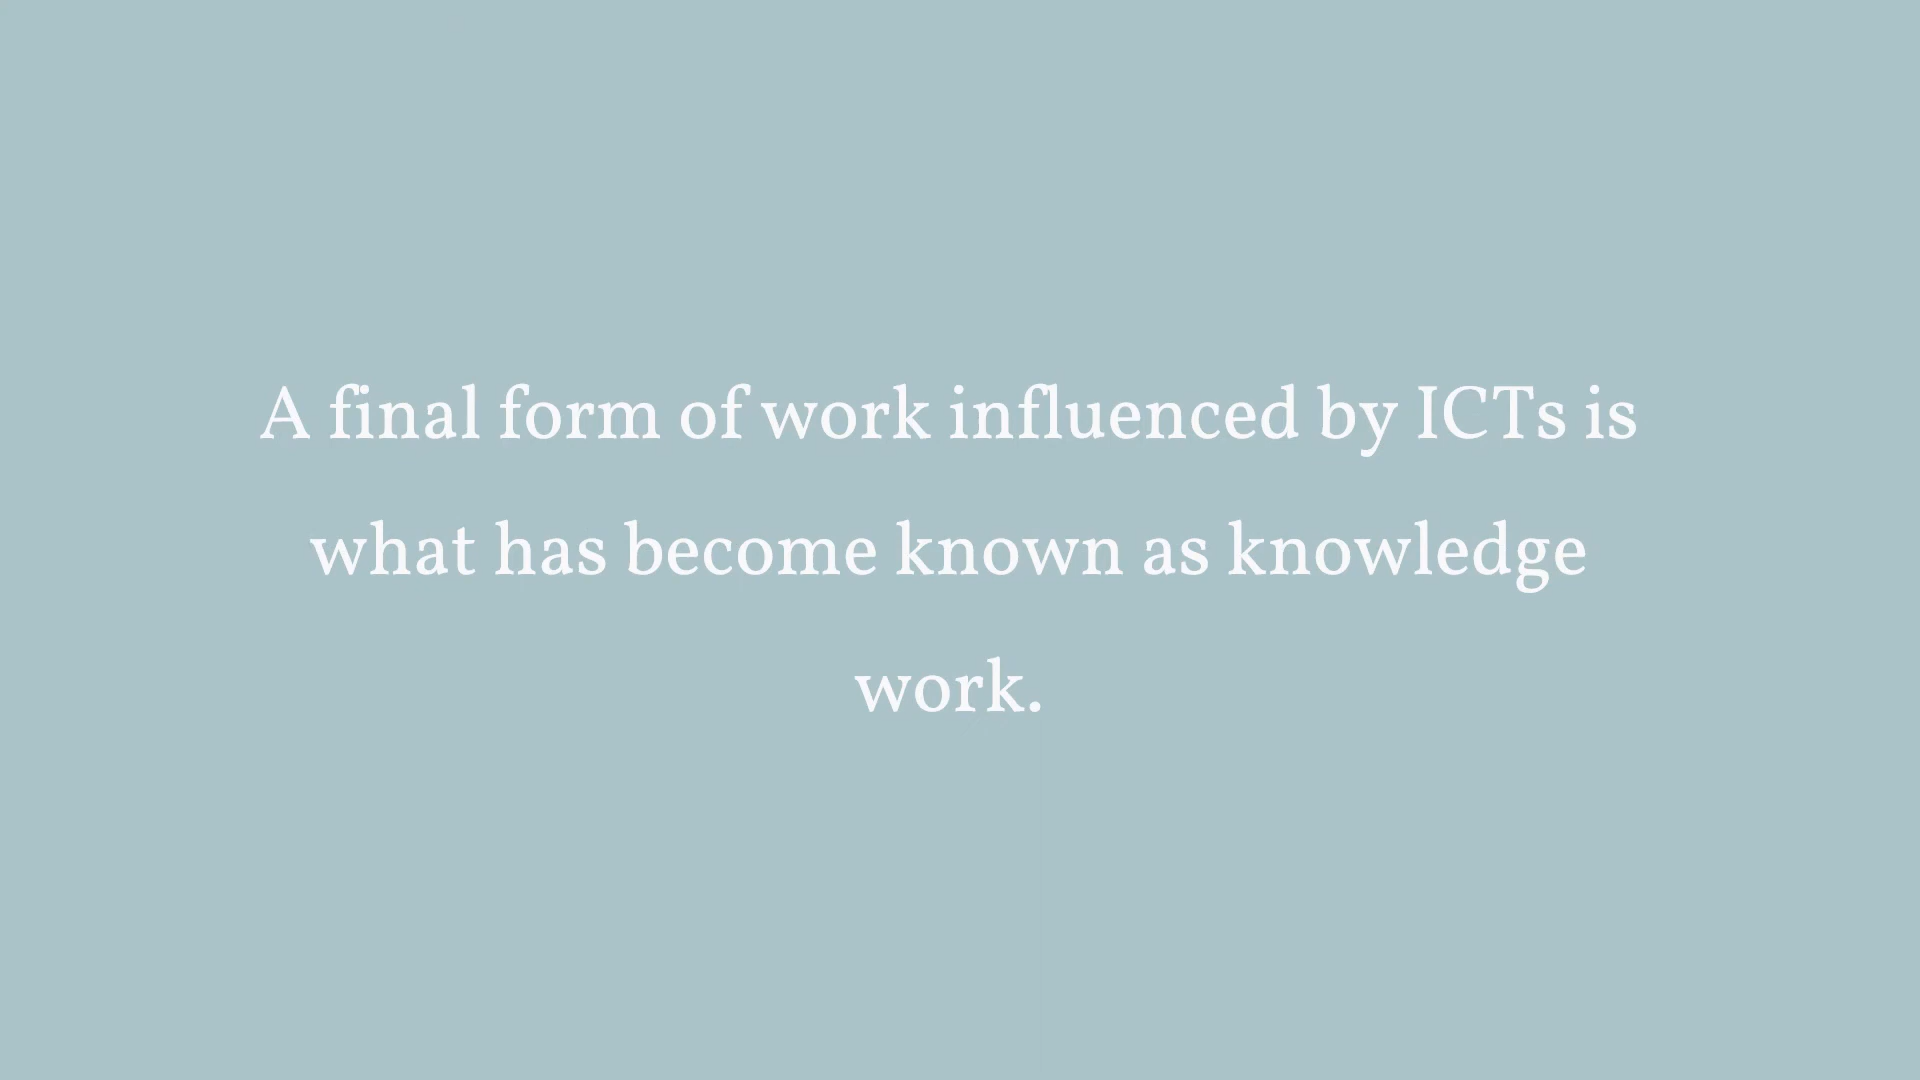 A final form of work influenced by ICTs is
what has become known as knowledge
work.